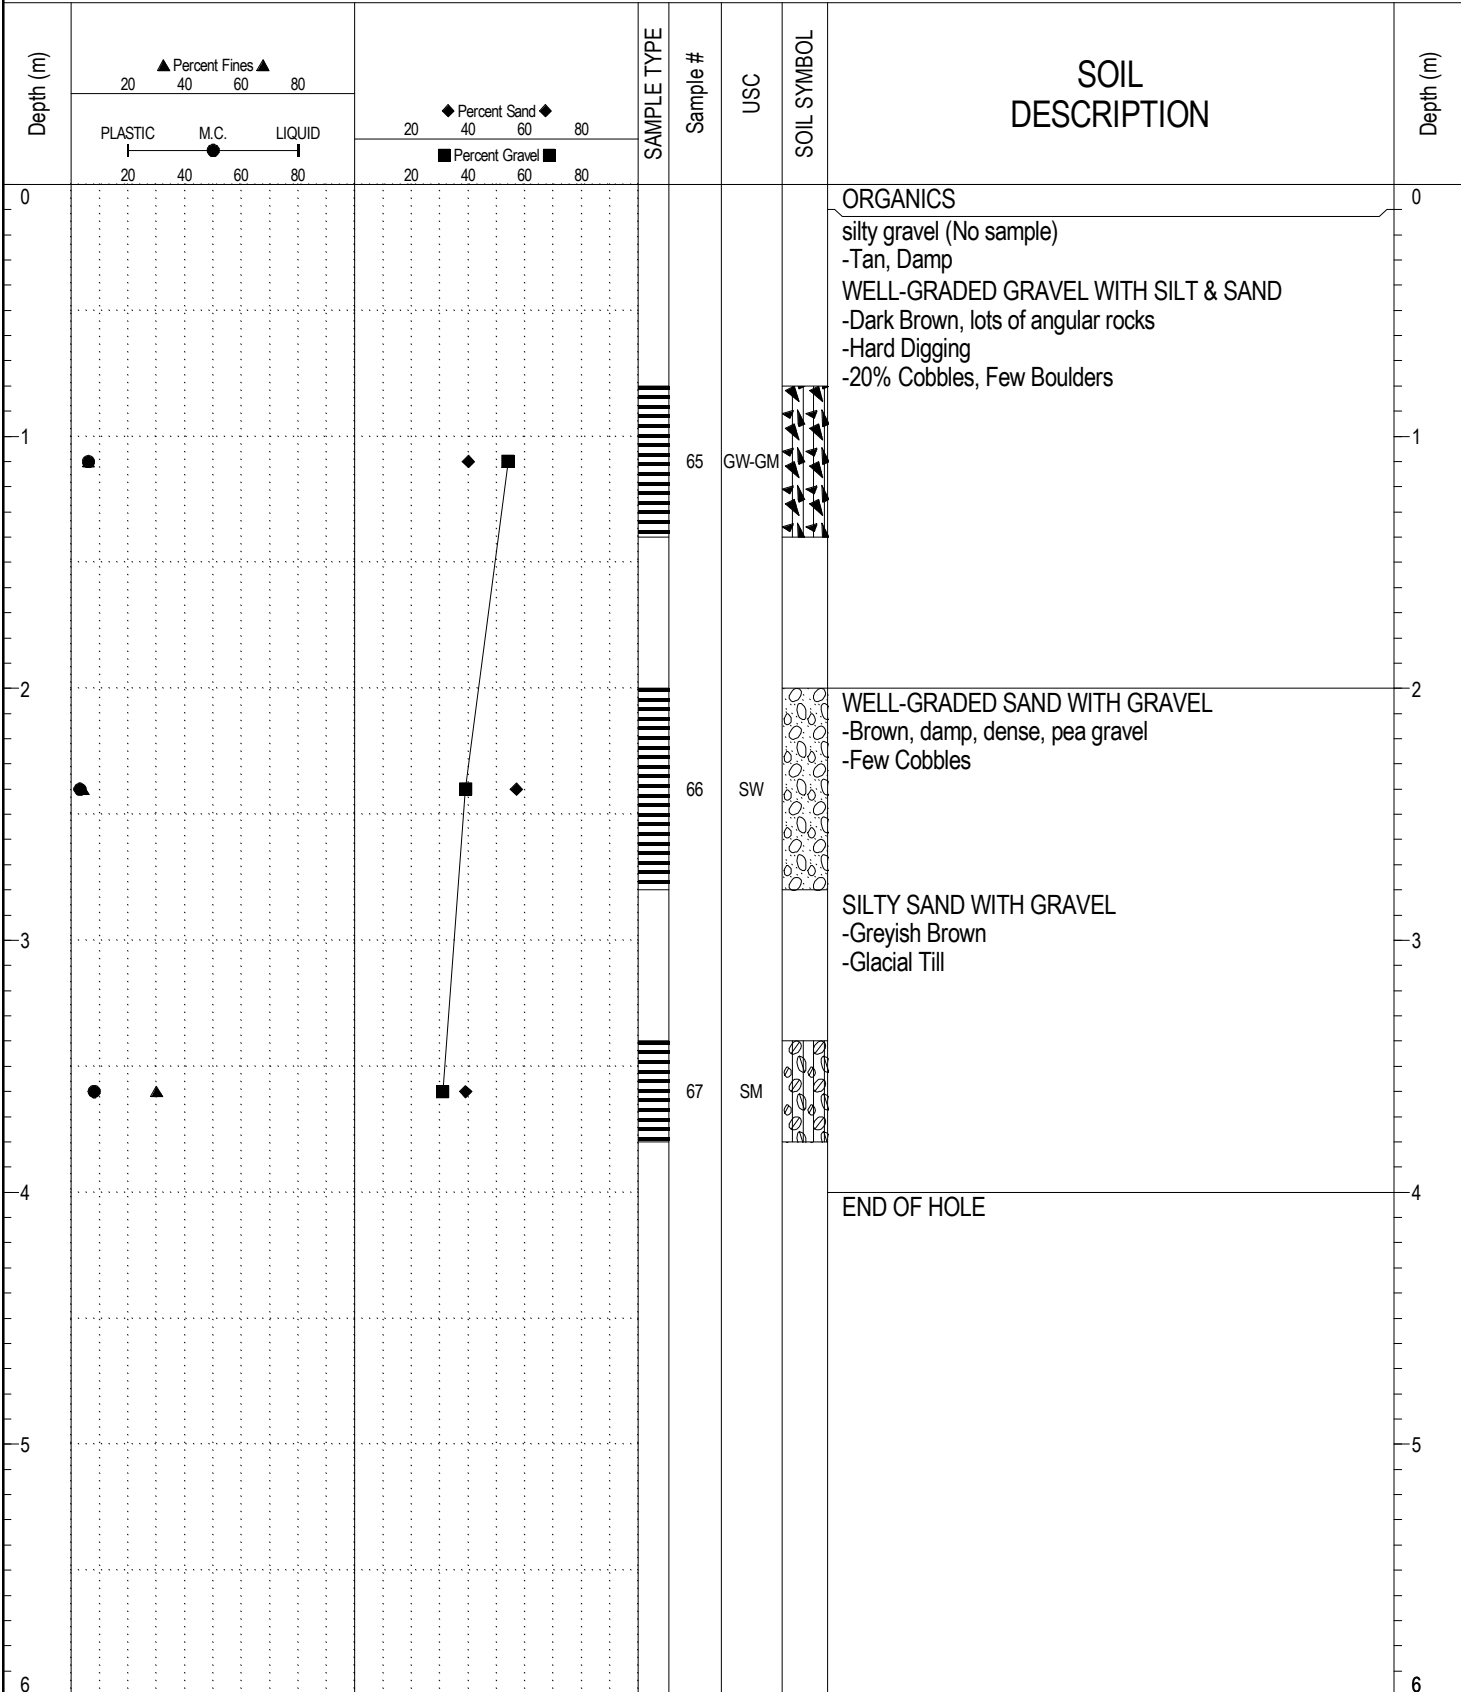 Depth (m)
▲ Percent Fines ▲
20 40 60 80
PLASTIC M.C. LIQUID
20 40 60 80
◆ Percent Sand ◆
20 40 60 80
■ Percent Gravel ■
20 40 60 80
SAMPLE TYPE
Sample #
USC
SOIL SYMBOL
SOIL
DESCRIPTION
Depth (m)
0 ORGANICS 0
silty gravel (No sample)
-Tan, Damp
WELL-GRADED GRAVEL WITH SILT & SAND
-Dark Brown, lots of angular rocks
-Hard Digging
-20% Cobbles, Few Boulders
1 1
65 GW-GM
2 2
WELL-GRADED SAND WITH GRAVEL
-Brown, damp, dense, pea gravel
-Few Cobbles
66 SW
SILTY SAND WITH GRAVEL
-Greyish Brown
3 3
-Glacial Till
67 SM
4 4
END OF HOLE
5 5
6 6